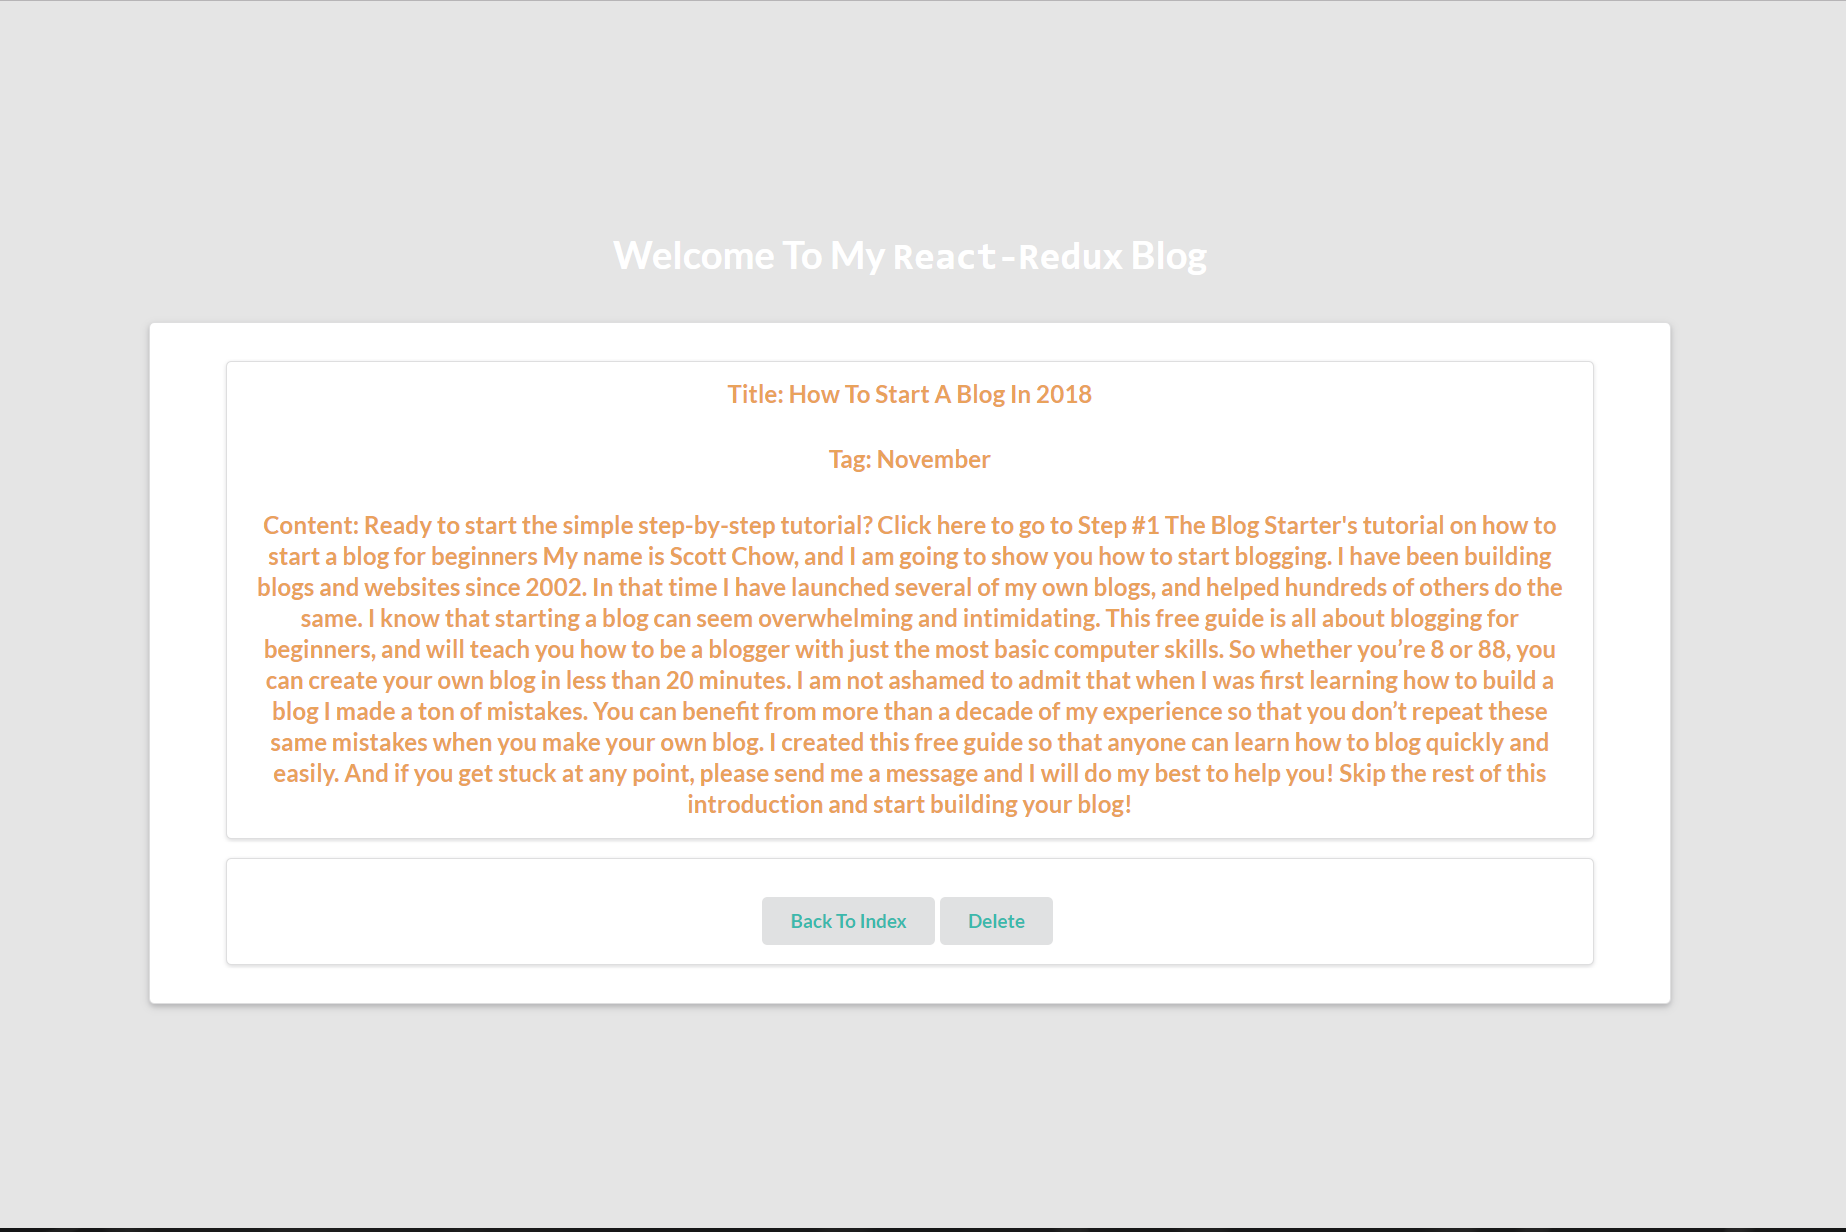 Welcome To My React-Redux Blog
Title: How To Start A Blog In 2018
Tag: November
Content: Ready to start the simple step-by-step tutorial? Click here to go to Step #1 The Blog Starter's tutorial on how to
start a blog for beginners My name is Scott Chow, and I am going to show you how to start blogging. I have been building
blogs and websites since 2002. In that time I have launched several of my own blogs, and helped hundreds of others do the
same. I know that starting a blog can seem overwhelming and intimidating. This free guide is all about blogging for
beginners, and will teach you how to be a blogger with just the most basic computer skills. So whether you’re 8 or 88, you
can create your own blog in less than 20 minutes. I am not ashamed to admit that when I was first learning how to build a
blog I made a ton of mistakes. You can benefit from more than a decade of my experience so that you don’t repeat these
same mistakes when you make your own blog. I created this free guide so that anyone can learn how to blog quickly and
easily. And if you get stuck at any point, please send me a message and I will do my best to help you! Skip the rest of this
introduction and start building your blog!
Back To Index Delete